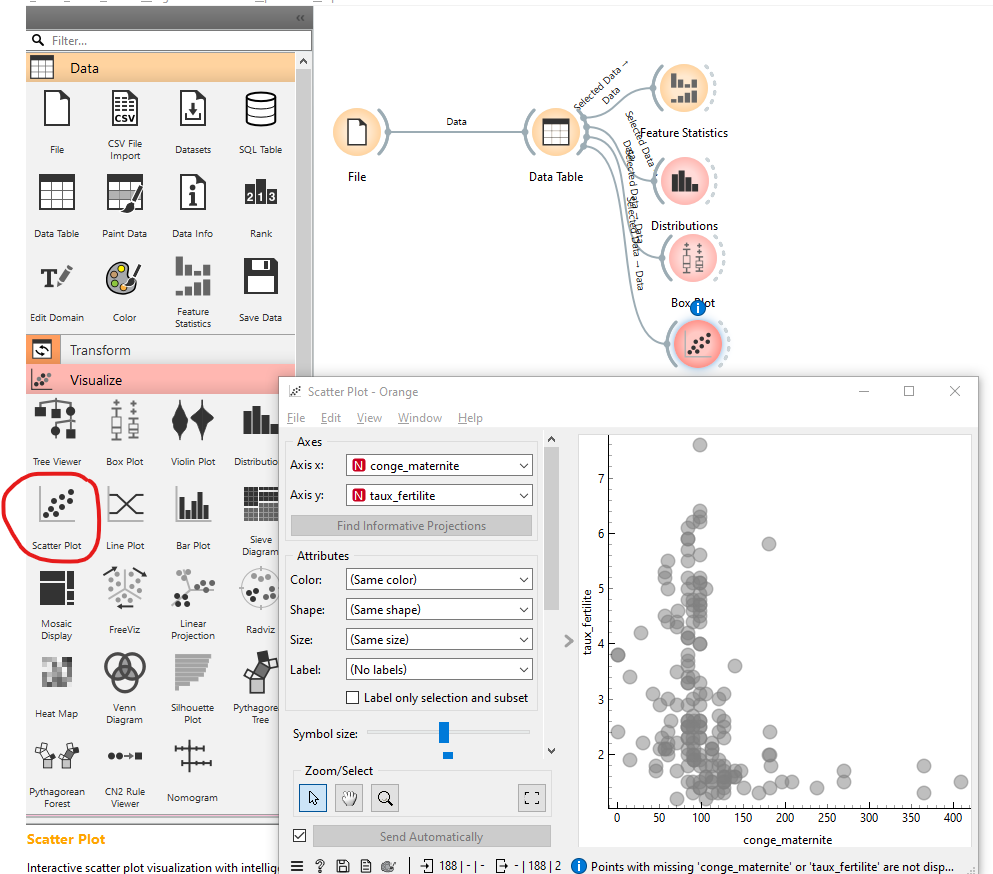 «
Filter...
Data
File
CSV File
Import
Datasets
SQL Table
Data Table
Paint Data
Data Info
Rank
Edit Domain
Color
Feature
Statistics
Save Data
Transform
Visualize
Tree Viewer
Box Plot
Violin Plot
Distributio
Scatter Plot
Line Plot
Bar Plot
Sieve
Diagram
Mosaic
Display
FreeViz
Linear
Projection
Radviz
Heat Map
Venn
Diagram
Silhouette
Plot
Pythagore
Tree
Pythagorean
Forest
CN2 Rule
Viewer
Nomogram
Scatter Plot
Interactive scatter plot visualization with intellig
File
Data
Data Table
Selected Data →
Data
Feature Statistics
Selected Data
Data
Distributions
Selected Data → Data
Box Plot
Selected Data → Data
Scatter Plot - Orange
File Edit View Window Help
Axes
Axis x: N conge_maternite
Axis y: N taux_fertilite
Find Informative Projections
Attributes
Color: (Same color)
Shape: (Same shape)
Size: (Same size)
Label: (No labels)
Label only selection and subset
Symbol size:
Zoom/Select
Send Automatically
188 | - | - - | 188 | 2
Points with missing 'conge_maternite' or 'taux_fertilite' are not disp...
taux_fertilite
7
6
5
4
3
2
0 50 100 150 200 250 300 350 400
conge_maternite